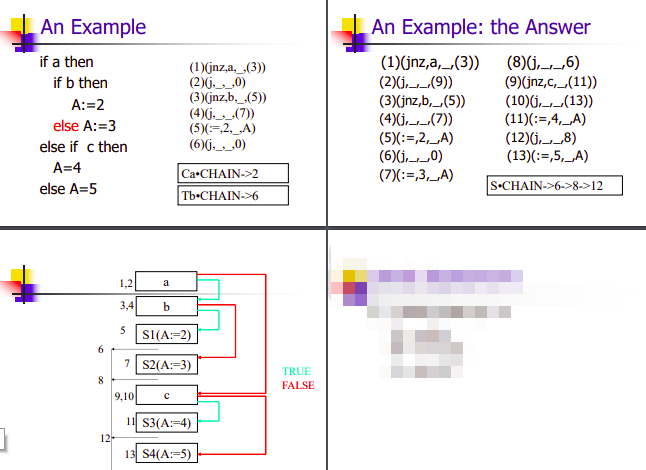 An Example
if a then
if b then
A:=2
else A:=3
else if c then
A=4
else A=5
(1)(jnz,a,_,(3))
(2)(j,_,_,0)
(3)(jnz,b,_,(5))
(4)(j,_,_,(7))
(5)(:=,2,_,A)
(6)(j,_,_,0)
Ca•CHAIN->2
Tb•CHAIN->6
An Example: the Answer
(1)(jnz,a,_,(3))
(2)(j,_,_,(9))
(3)(jnz,b,_,(5))
(4)(j,_,_,(7))
(5)(:=,2,_,A)
(6)(j,_,_,0)
(7)(:=,3,_,A)
(8)(j,_,_,6)
(9)(jnz,c,_,(11))
(10)(j,_,_,(13))
(11)(:=,4,_,A)
(12)(j,_,_,8)
(13)(:=,5,_,A)
S•CHAIN->6->8->12
1,2 a
3,4 b
5 S1(A:=2)
6
7 S2(A:=3)
8
9,10 c
11 S3(A:=4)
12
13 S4(A:=5)
TRUE
FALSE